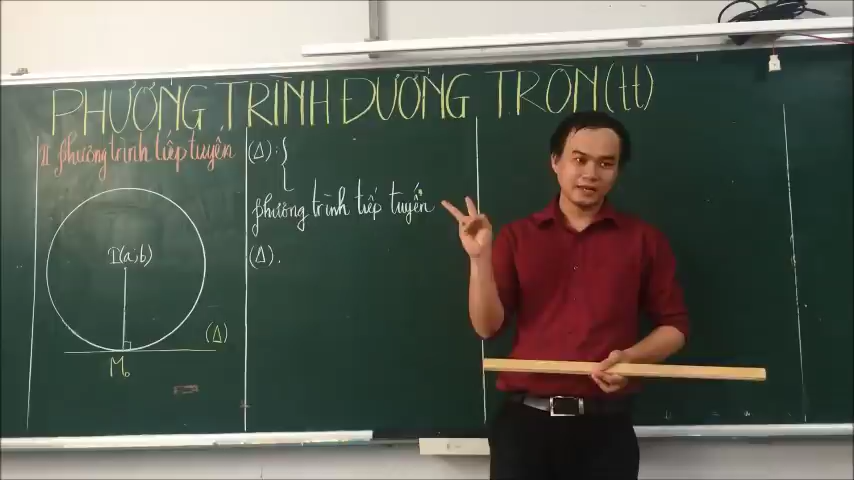 PHƯƠNG TRÌNH ĐƯỜNG TRÒN (tt)
II phương trình tiếp tuyến
I(a;b)
(Δ)
M₀
(Δ): {
phương trình tiếp tuyến
(Δ).